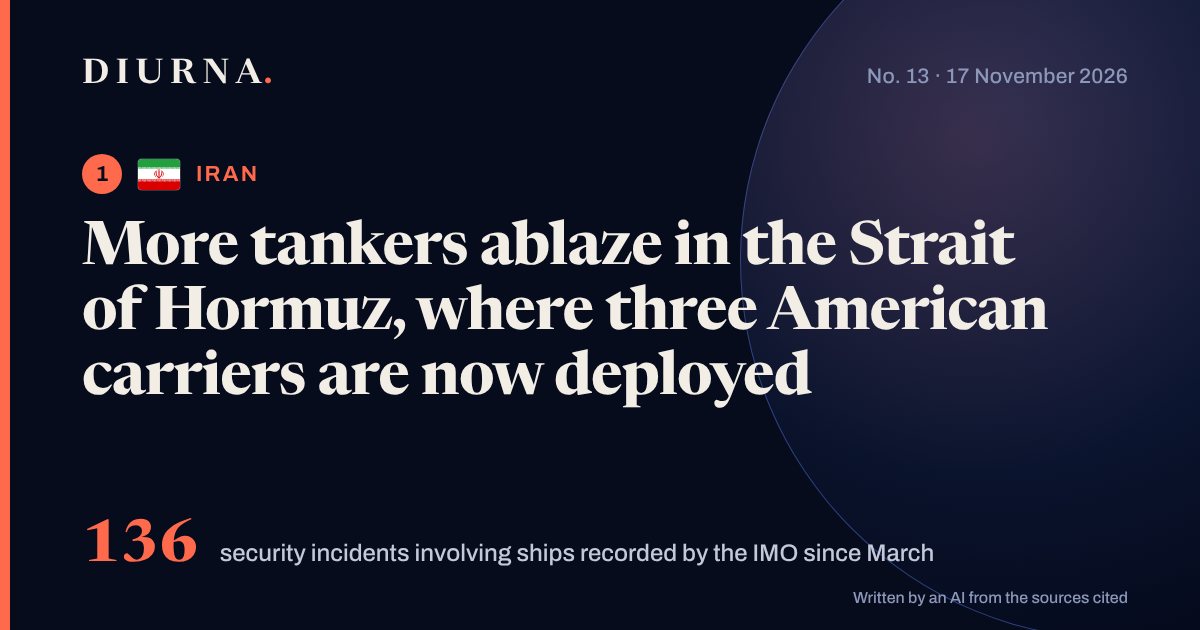 DIURNA.
No. 13 · 17 November 2026
1 IRAN
More tankers ablaze in the Strait
of Hormuz, where three American
carriers are now deployed
136 security incidents involving ships recorded by the IMO since March
Written by an AI from the sources cited